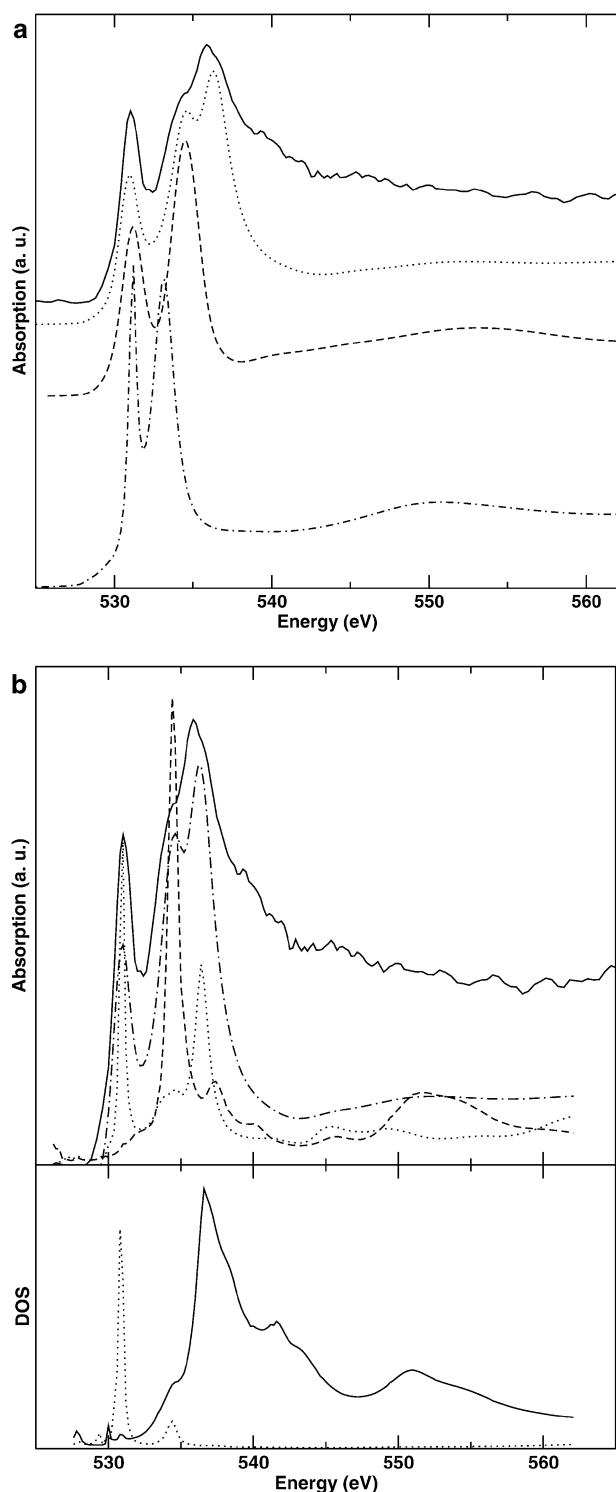 a
Absorption (a. u.)
530 540 550 560
Energy (eV)
b
Absorption (a. u.)
DOS
530 540 550 560
Energy (eV)